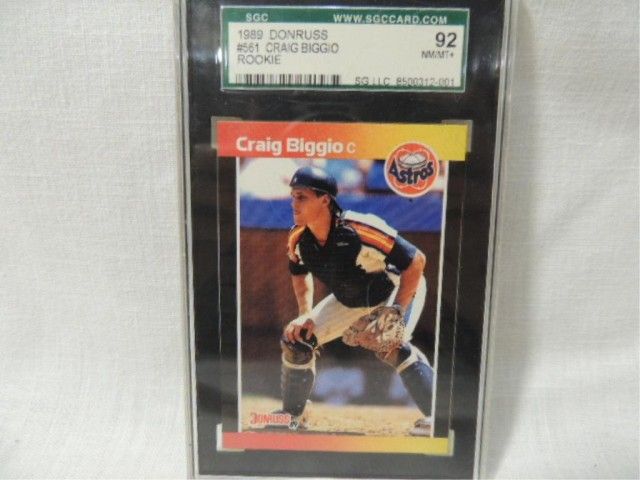 SGC WWW.SGCCARD.COM
1989 DONRUSS
#561 CRAIG BIGGIO
ROOKIE
92
NM/MT+
SG LLC 8500312-001
Craig Biggio C
Astros
DONRUSS 89